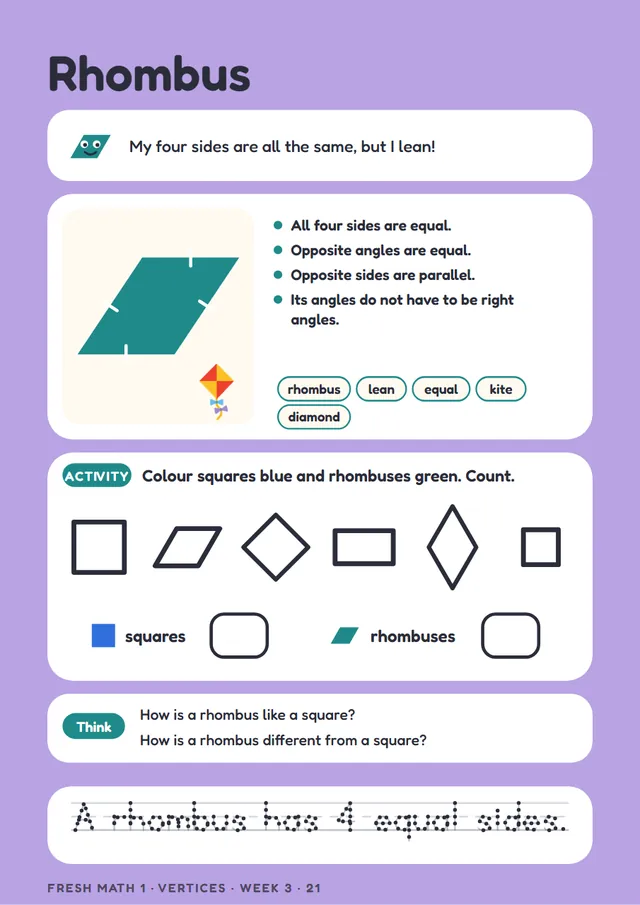 Rhombus
My four sides are all the same, but I lean!
All four sides are equal.
Opposite angles are equal.
Opposite sides are parallel.
Its angles do not have to be right
angles.
rhombus lean equal kite
diamond
ACTIVITY Colour squares blue and rhombuses green. Count.
squares rhombuses
Think
How is a rhombus like a square?
How is a rhombus different from a square?
A rhombus has 4 equal sides.
FRESH MATH 1 · VERTICES · WEEK 3 · 21